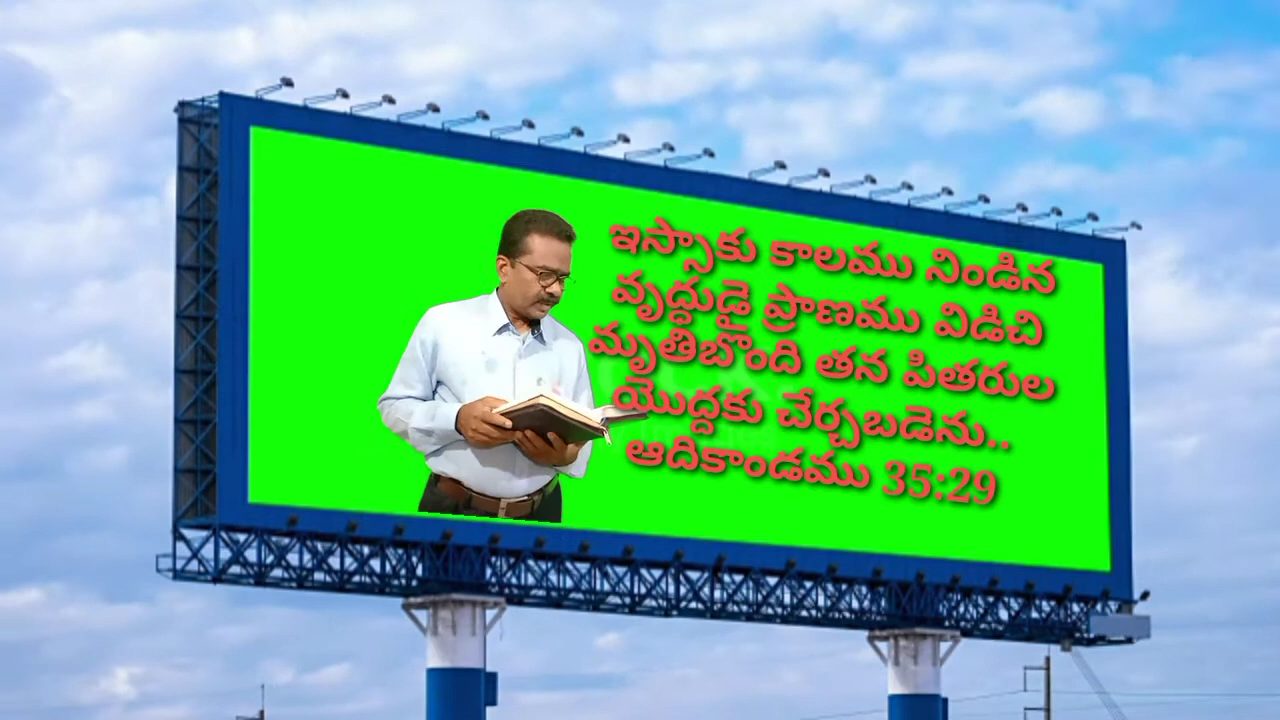 ఇస్సాకు కాలము నిండిన
వృద్ధుడై ప్రాణము విడిచి
మృతిబొంది తన పితరుల
యొద్దకు చేర్చబడెను..
ఆదికాండము 35:29